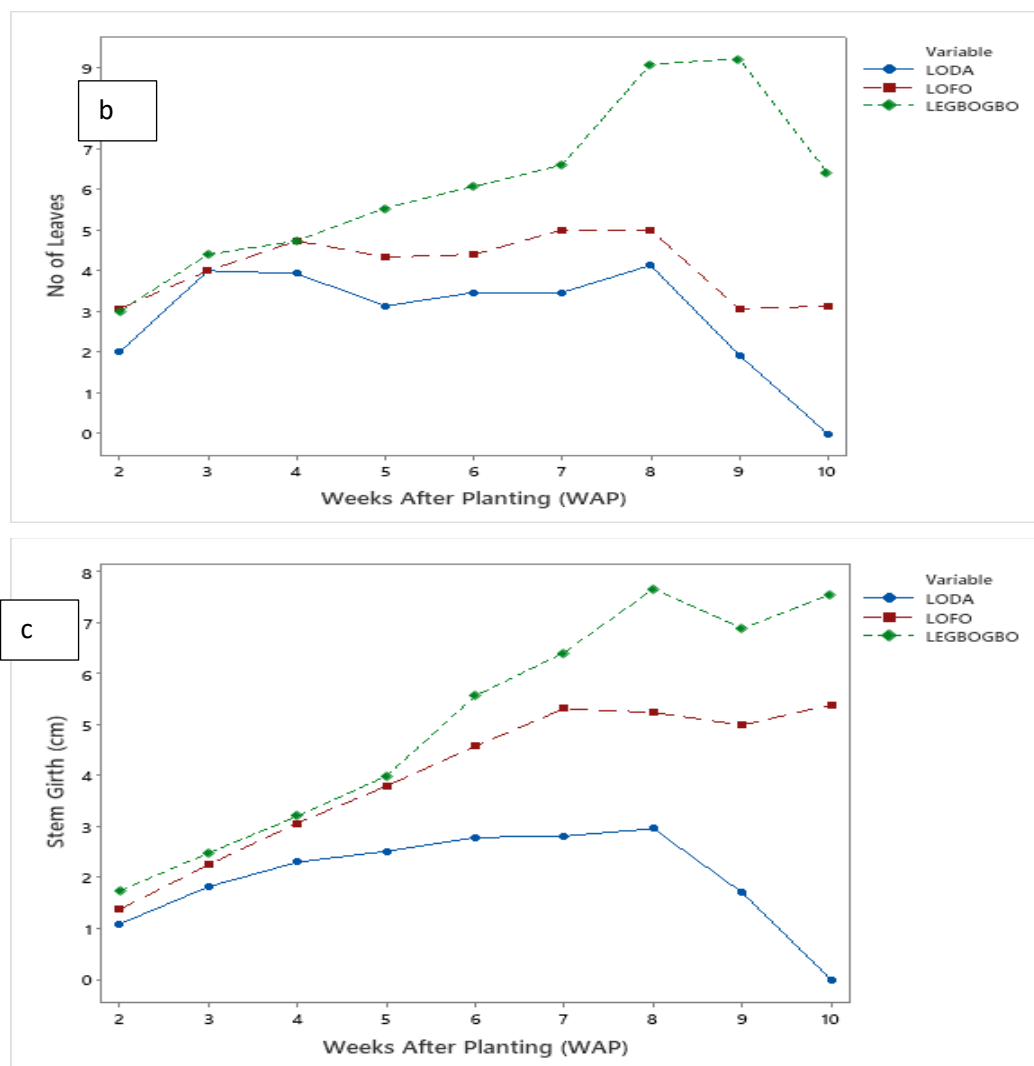 b
Variable
LODA
LOFO
LEGBOGBO
9
7
6
5
4
3
2
1
0
No of Leaves
2 3 4 5 6 7 8 9 10
Weeks After Planting (WAP)
c
Variable
LODA
LOFO
LEGBOGBO
8
7
6
5
4
3
2
1
0
Stem Girth (cm)
2 3 4 5 6 7 8 9 10
Weeks After Planting (WAP)